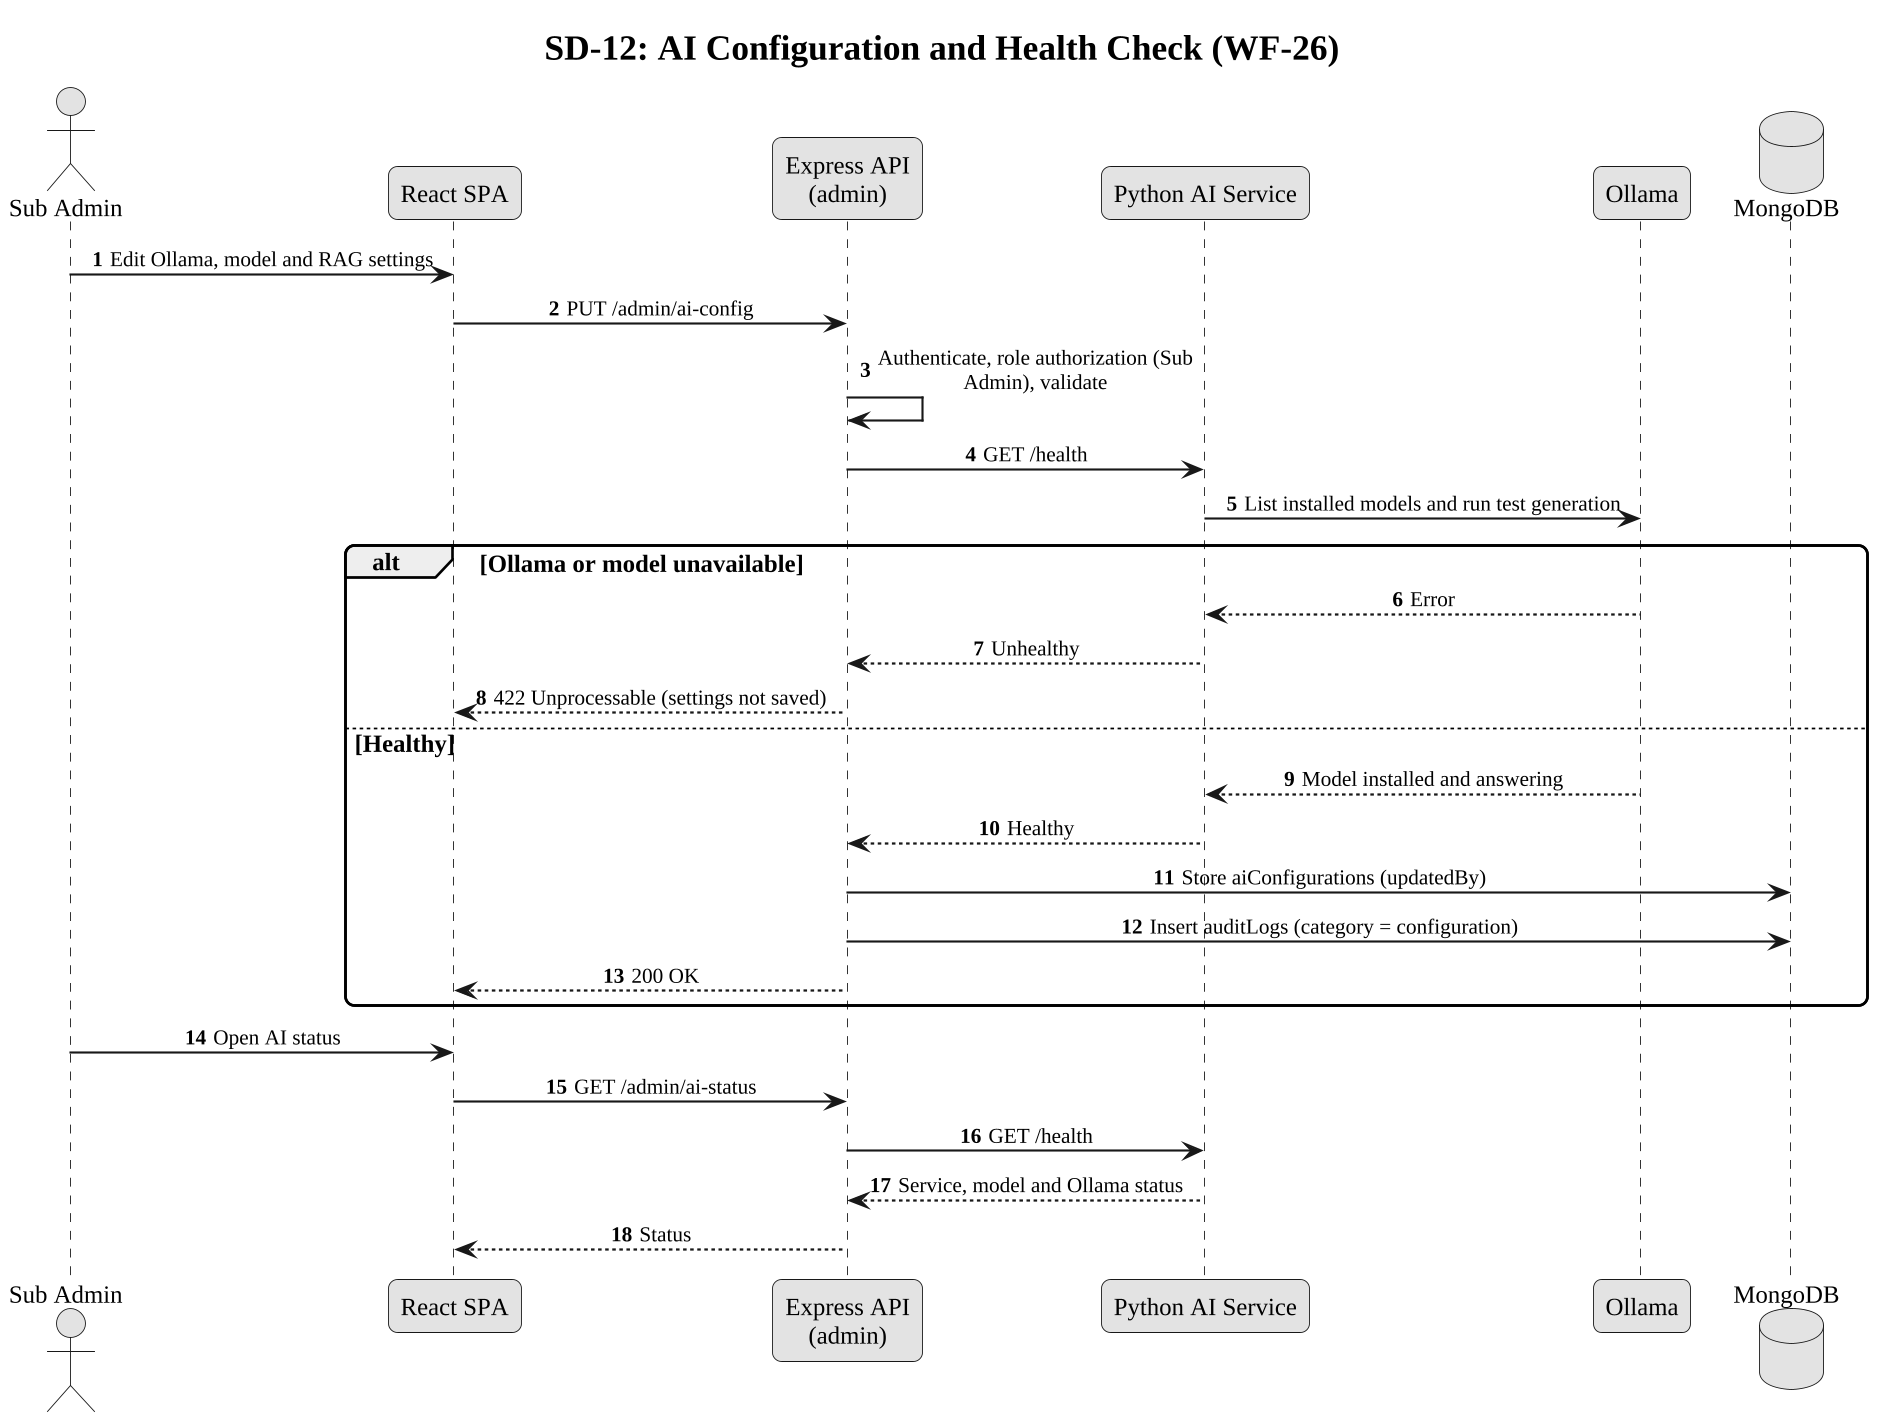 SD-12: AI Configuration and Health Check (WF-26)
Sub Admin
React SPA
Express API
(admin)
Python AI Service
Ollama
MongoDB
1 Edit Ollama, model and RAG settings
2 PUT /admin/ai-config
3 Authenticate, role authorization (Sub
Admin), validate
4 GET /health
5 List installed models and run test generation
alt [Ollama or model unavailable]
6 Error
7 Unhealthy
8 422 Unprocessable (settings not saved)
[Healthy]
9 Model installed and answering
10 Healthy
11 Store aiConfigurations (updatedBy)
12 Insert auditLogs (category = configuration)
13 200 OK
14 Open AI status
15 GET /admin/ai-status
16 GET /health
17 Service, model and Ollama status
18 Status
Sub Admin
React SPA
Express API
(admin)
Python AI Service
Ollama
MongoDB